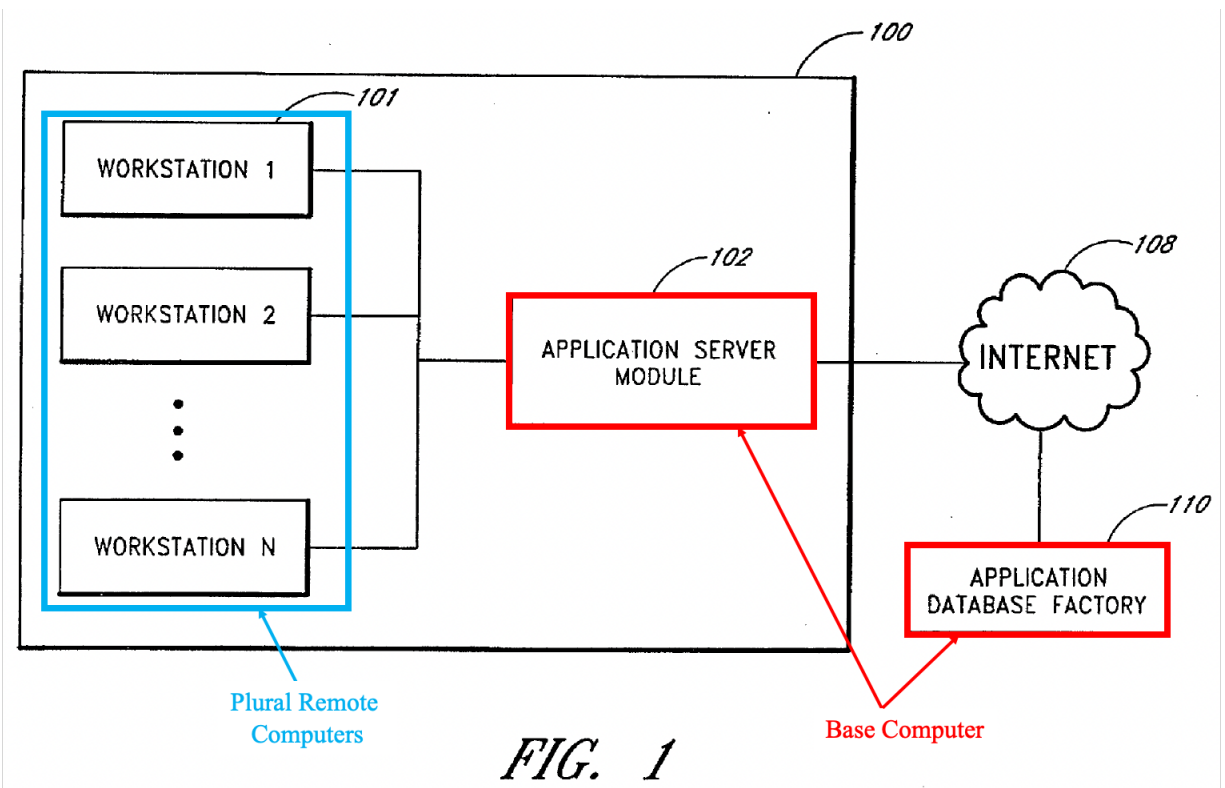 100
101
WORKSTATION 1
102
108
WORKSTATION 2
APPLICATION SERVER
MODULE
INTERNET
110
WORKSTATION N
APPLICATION
DATABASE FACTORY
Plural Remote
Computers
Base Computer
FIG. 1